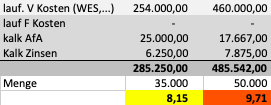 lauf. V Kosten (WES,...) 254.000,00 460.000,00
lauf F Kosten - -
kalk AfA 25.000,00 17.667,00
kalk Zinsen 6.250,00 7.875,00
285.250,00 485.542,00
Menge 35.000 50.000
8,15 9,71